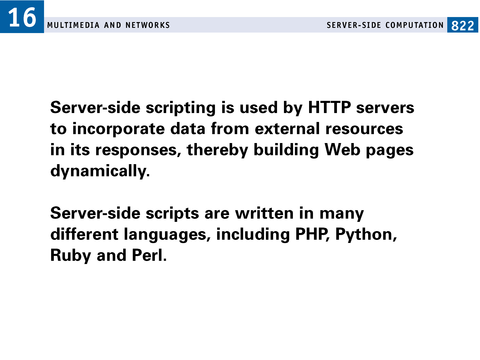 16
MULTIMEDIA AND NETWORKS
SERVER-SIDE COMPUTATION 822
Server-side scripting is used by HTTP servers
to incorporate data from external resources
in its responses, thereby building Web pages
dynamically.
Server-side scripts are written in many
different languages, including PHP, Python,
Ruby and Perl.